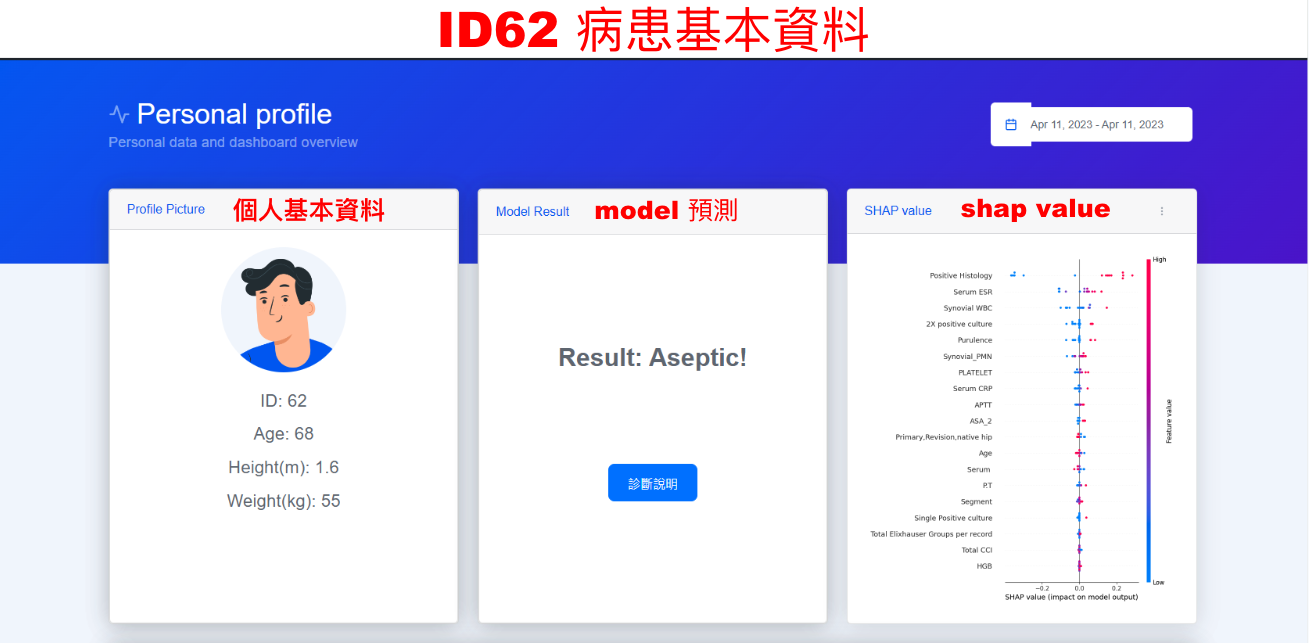 ID62 病患基本資料
Personal profile
Personal data and dashboard overview
Apr 11, 2023 - Apr 11, 2023
Profile Picture 個人基本資料
ID: 62
Age: 68
Height(m): 1.6
Weight(kg): 55
Model Result model 預測
Result: Aseptic!
診斷說明
SHAP value shap value
High
Positive Histology
Serum ESR
Synovial WBC
2X positive culture
Purulence
Synovial_PMN
PLATELET
Serum CRP
APTT
ASA_2
Primary,Revision,native hip
Age
Serum
P.T
Segment
Single Positive culture
Total Elixhauser Groups per record
Total CCI
HGB
Low
Feature value
−0.2 0.0 0.2
SHAP value (impact on model output)